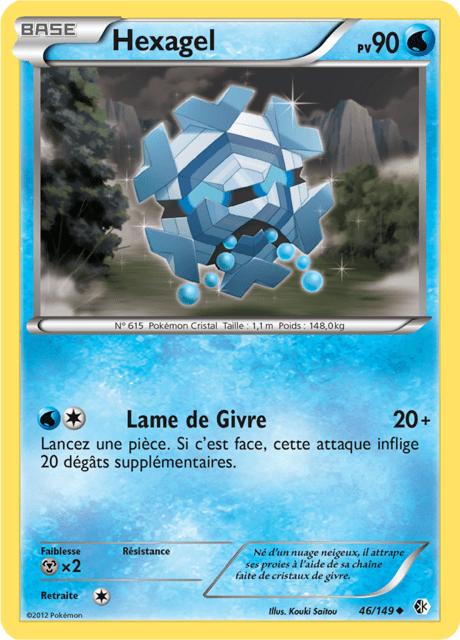 BASE
Hexagel
PV 90
N° 615 Pokémon Cristal Taille : 1,1 m Poids : 148,0 kg
Lame de Givre 20+
Lancez une pièce. Si c'est face, cette attaque inflige
20 dégâts supplémentaires.
Faiblesse Résistance
×2
Retraite
Né d'un nuage neigeux, il attrape
ses proies à l'aide de sa chaîne
faite de cristaux de givre.
©2012 Pokémon Illus. Kouki Saitou 46/149